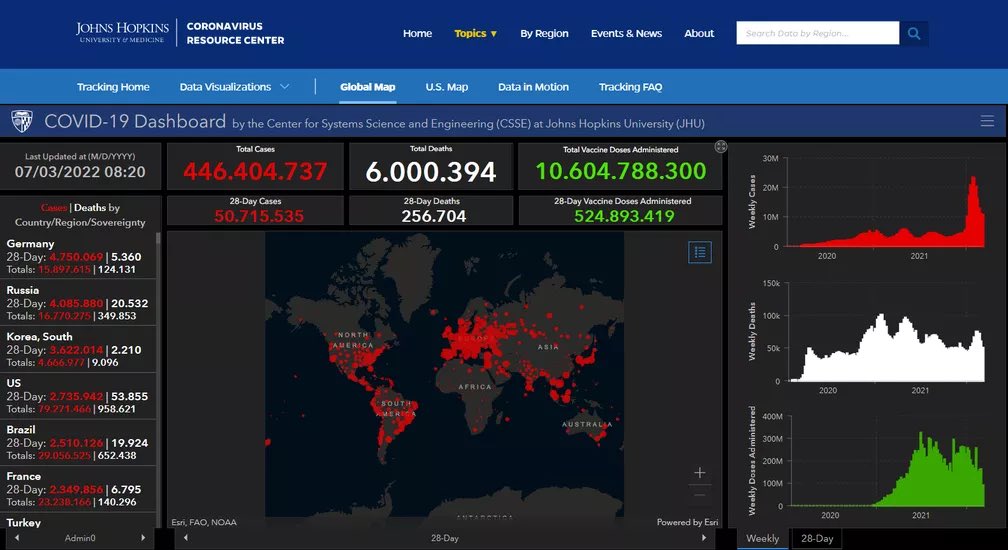 JOHNS HOPKINS
UNIVERSITY & MEDICINE
CORONAVIRUS
RESOURCE CENTER
Home
Topics ▼
By Region
Events & News
About
Search Data by Region...
Tracking Home
Data Visualizations
Global Map
U.S. Map
Data in Motion
Tracking FAQ
COVID-19 Dashboard by the Center for Systems Science and Engineering (CSSE) at Johns Hopkins University (JHU)
Last Updated at (M/D/YYYY)
07/03/2022 08:20
Total Cases
446.404.737
Total Deaths
6.000.394
Total Vaccine Doses Administered
10.604.788.300
28-Day Cases
50.715.535
28-Day Deaths
256.704
28-Day Vaccine Doses Administered
524.893.419
Cases | Deaths by
Country/Region/Sovereignty
Germany
28-Day: 4.750.069 | 5.360
Totals: 15.897.615 | 124.131
Russia
28-Day: 4.085.880 | 20.532
Totals: 16.770.275 | 349.853
Korea, South
28-Day: 3.622.014 | 2.210
Totals: 4.666.977 | 9.096
US
28-Day: 2.735.942 | 53.855
Totals: 79.271.466 | 958.621
Brazil
28-Day: 2.510.126 | 19.924
Totals: 29.056.525 | 652.438
France
28-Day: 2.349.856 | 6.795
Totals: 23.238.166 | 140.296
Turkey
Admin0
NORTH
AMERICA
EUROPE
ASIA
AFRICA
SOUTH
AMERICA
AUSTRALIA
ANTARCTICA
Esri, FAO, NOAA
Powered by Esri
28-Day
Weekly Cases
30M
20M
10M
0
2020
2021
Weekly Deaths
150k
100k
50k
0
2020
2021
Weekly Doses Administered
400M
300M
200M
100M
0
2020
2021
Weekly
28-Day